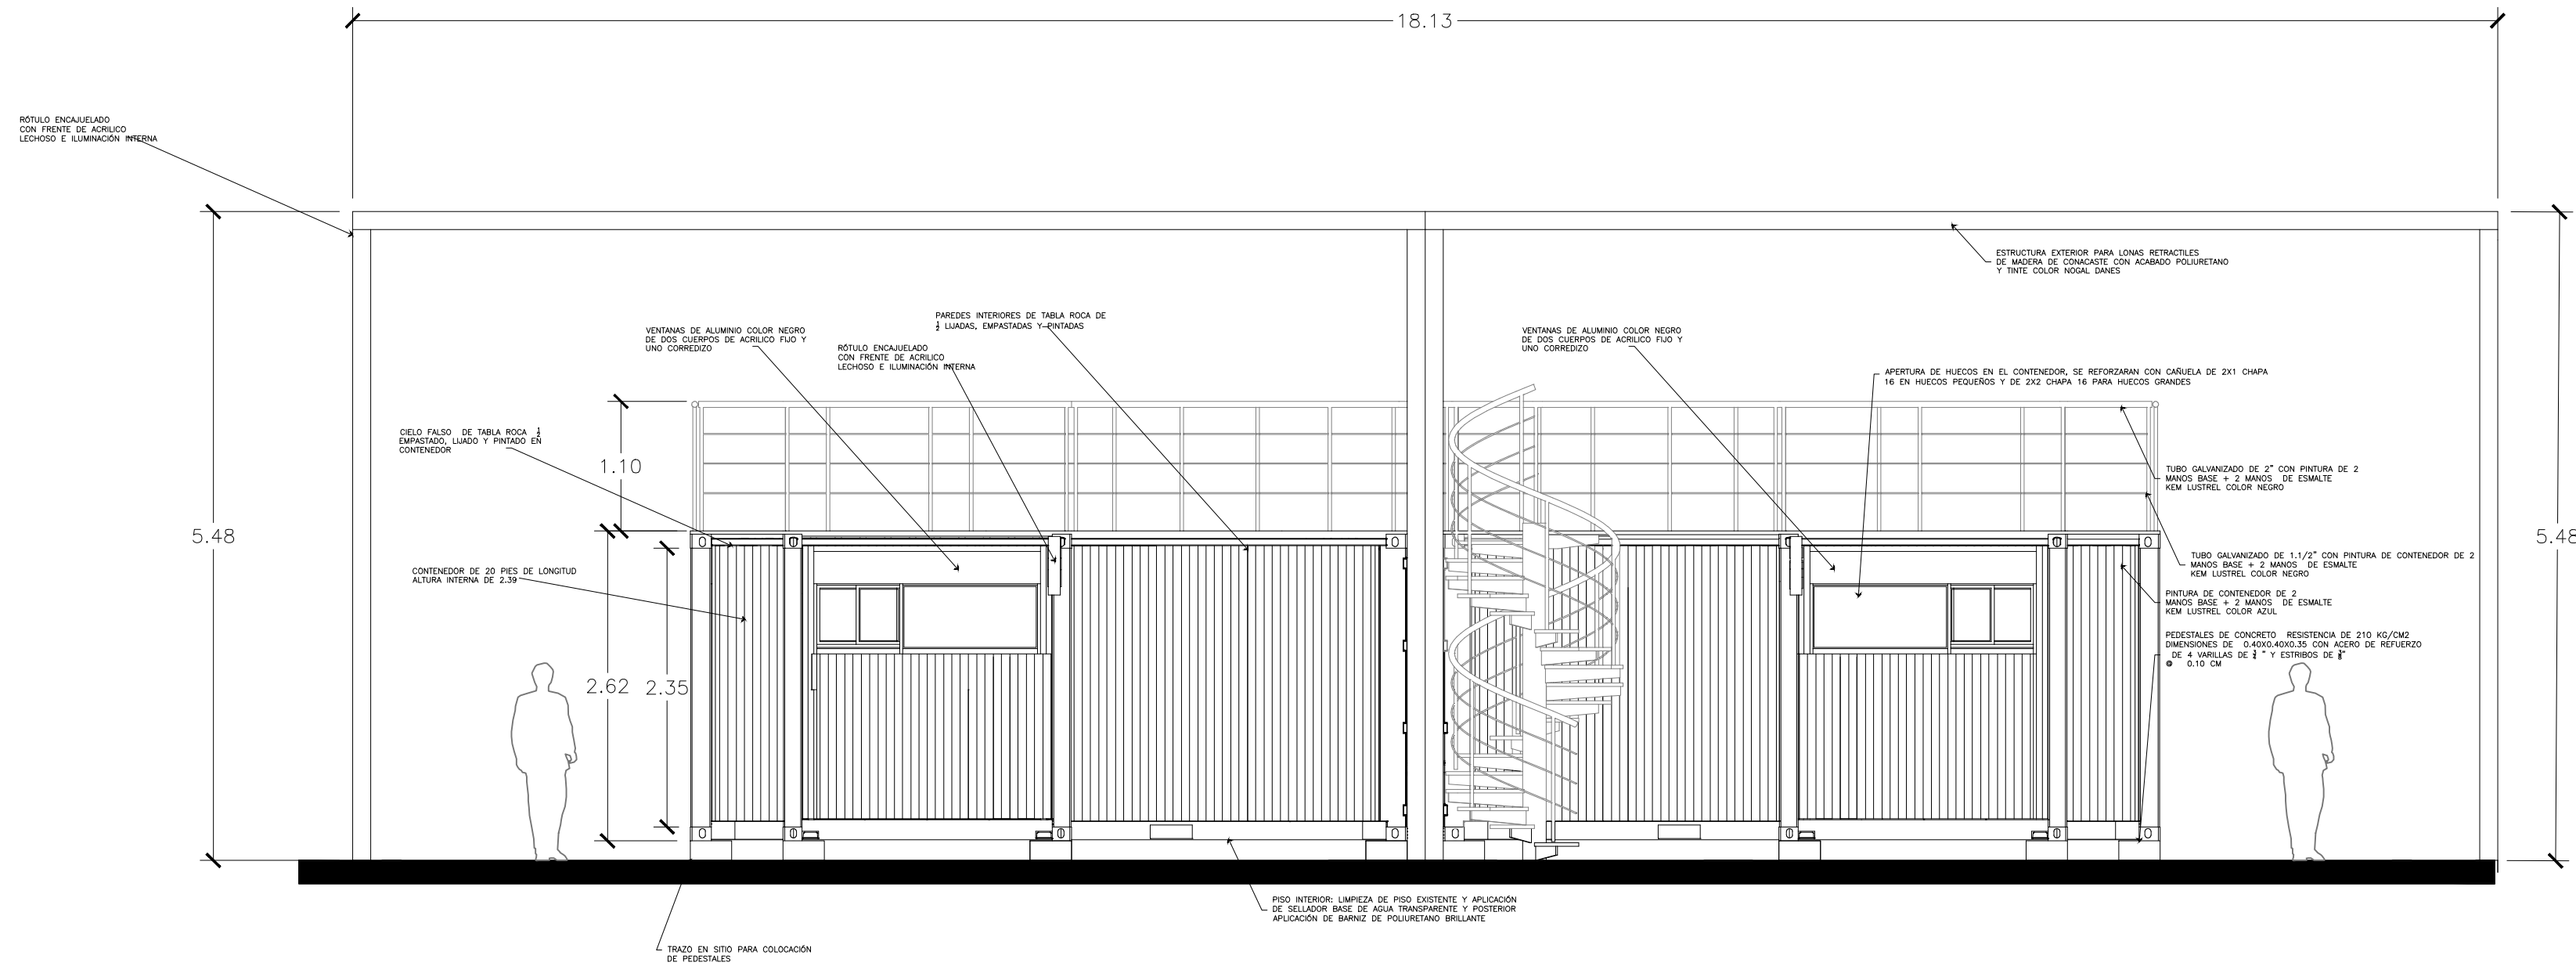 18.13
RÓTULO ENCAJUELADO
CON FRENTE DE ACRILICO
LECHOSO E ILUMINACIÓN INTERNA
ESTRUCTURA EXTERIOR PARA LONAS RETRACTILES
DE MADERA DE CONACASTE CON ACABADO POLIURETANO
Y TINTE COLOR NOGAL DANES
PAREDES INTERIORES DE TABLA ROCA DE
½ LIJADAS, EMPASTADAS Y PINTADAS
VENTANAS DE ALUMINIO COLOR NEGRO
DE DOS CUERPOS DE ACRILICO FIJO Y
UNO CORREDIZO
RÓTULO ENCAJUELADO
CON FRENTE DE ACRILICO
LECHOSO E ILUMINACIÓN INTERNA
VENTANAS DE ALUMINIO COLOR NEGRO
DE DOS CUERPOS DE ACRILICO FIJO Y
UNO CORREDIZO
APERTURA DE HUECOS EN EL CONTENEDOR, SE REFORZARAN CON CAÑUELA DE 2X1 CHAPA
16 EN HUECOS PEQUEÑOS Y DE 2X2 CHAPA 16 PARA HUECOS GRANDES
CIELO FALSO DE TABLA ROCA ½
EMPASTADO, LIJADO Y PINTADO EN
CONTENEDOR
1.10
TUBO GALVANIZADO DE 2" CON PINTURA DE 2
MANOS BASE + 2 MANOS DE ESMALTE
KEM LUSTREL COLOR NEGRO
5.48
5.48
TUBO GALVANIZADO DE 1.1/2" CON PINTURA DE CONTENEDOR DE 2
MANOS BASE + 2 MANOS DE ESMALTE
KEM LUSTREL COLOR NEGRO
CONTENEDOR DE 20 PIES DE LONGITUD
ALTURA INTERNA DE 2.39
PINTURA DE CONTENEDOR DE 2
MANOS BASE + 2 MANOS DE ESMALTE
KEM LUSTREL COLOR AZUL
PEDESTALES DE CONCRETO RESISTENCIA DE 210 KG/CM2
DIMENSIONES DE 0.40X0.40X0.35 CON ACERO DE REFUERZO
DE 4 VARILLAS DE " Y ESTRIBOS DE ⅜"
@ 0.10 CM
2.62
2.35
PISO INTERIOR: LIMPIEZA DE PISO EXISTENTE Y APLICACIÓN
DE SELLADOR BASE DE AGUA TRANSPARENTE Y POSTERIOR
APLICACIÓN DE BARNIZ DE POLIURETANO BRILLANTE
TRAZO EN SITIO PARA COLOCACIÓN
DE PEDESTALES